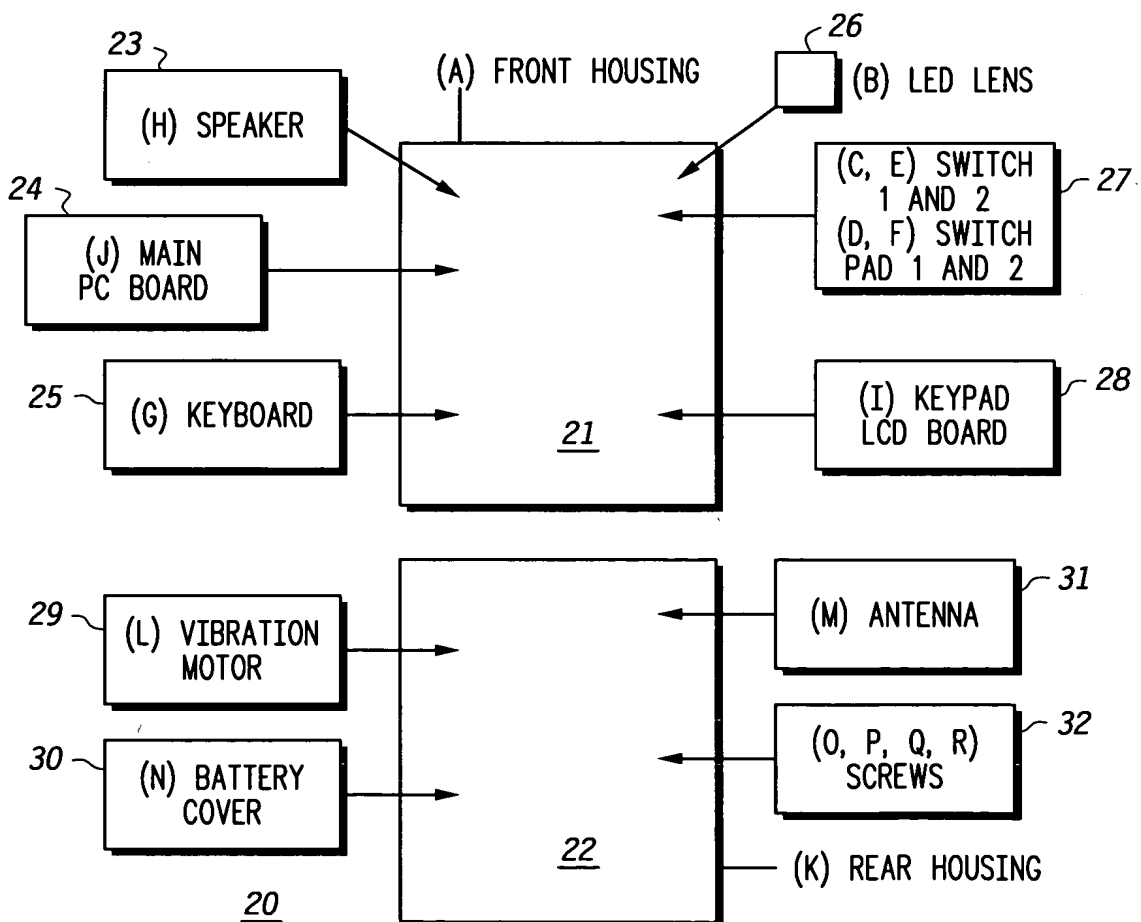 23
(H) SPEAKER
(A) FRONT HOUSING
26
(B) LED LENS
24
(J) MAIN
PC BOARD
(C, E) SWITCH
1 AND 2
(D, F) SWITCH
PAD 1 AND 2
27
25
(G) KEYBOARD
21
(I) KEYPAD
LCD BOARD
28
29
(L) VIBRATION
MOTOR
(M) ANTENNA
31
30
(N) BATTERY
COVER
(O, P, Q, R)
SCREWS
32
22
(K) REAR HOUSING
20